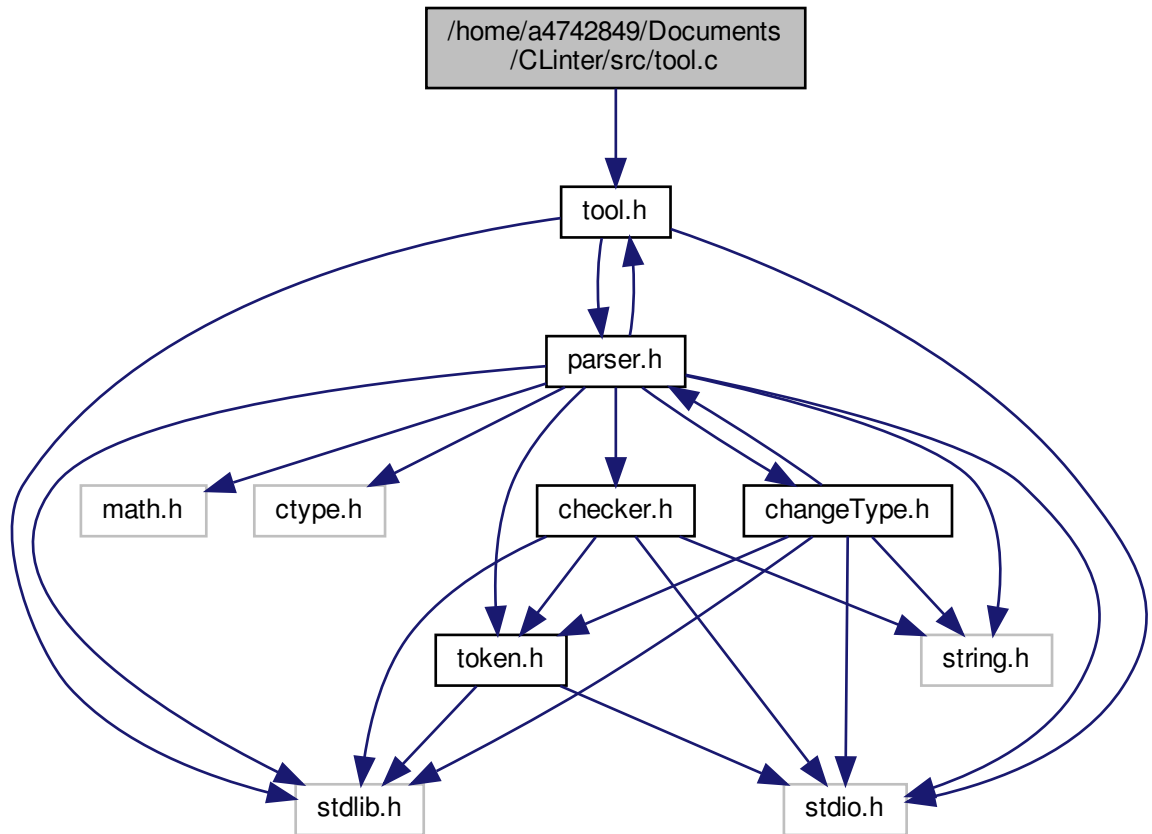 /home/a4742849/Documents
/CLinter/src/tool.c
tool.h
parser.h
math.h
ctype.h
checker.h
changeType.h
token.h
string.h
stdlib.h
stdio.h